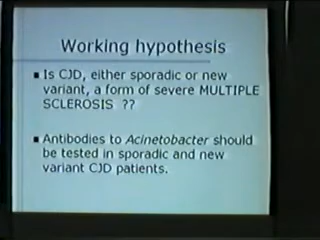 Working hypothesis
Is CJD, either sporadic or new
variant, a form of severe MULTIPLE
SCLEROSIS ??
Antibodies to Acinetobacter should
be tested in sporadic and new
variant CJD patients.